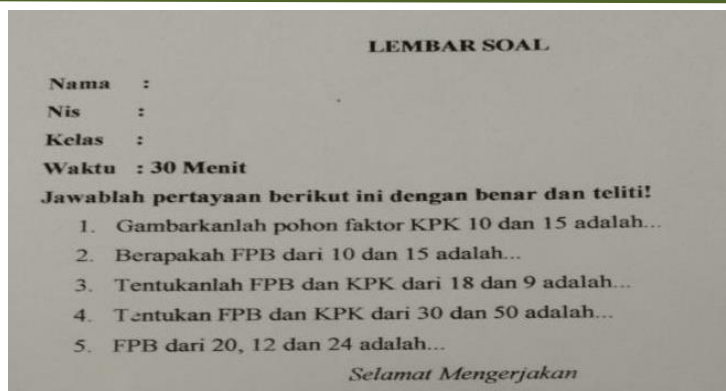 LEMBAR SOAL
Nama :
Nis :
Kelas :
Waktu : 30 Menit
Jawablah pertayaan berikut ini dengan benar dan teliti!
1. Gambarkanlah pohon faktor KPK 10 dan 15 adalah...
2. Berapakah FPB dari 10 dan 15 adalah...
3. Tentukanlah FPB dan KPK dari 18 dan 9 adalah...
4. Tentukan FPB dan KPK dari 30 dan 50 adalah...
5. FPB dari 20, 12 dan 24 adalah...
Selamat Mengerjakan